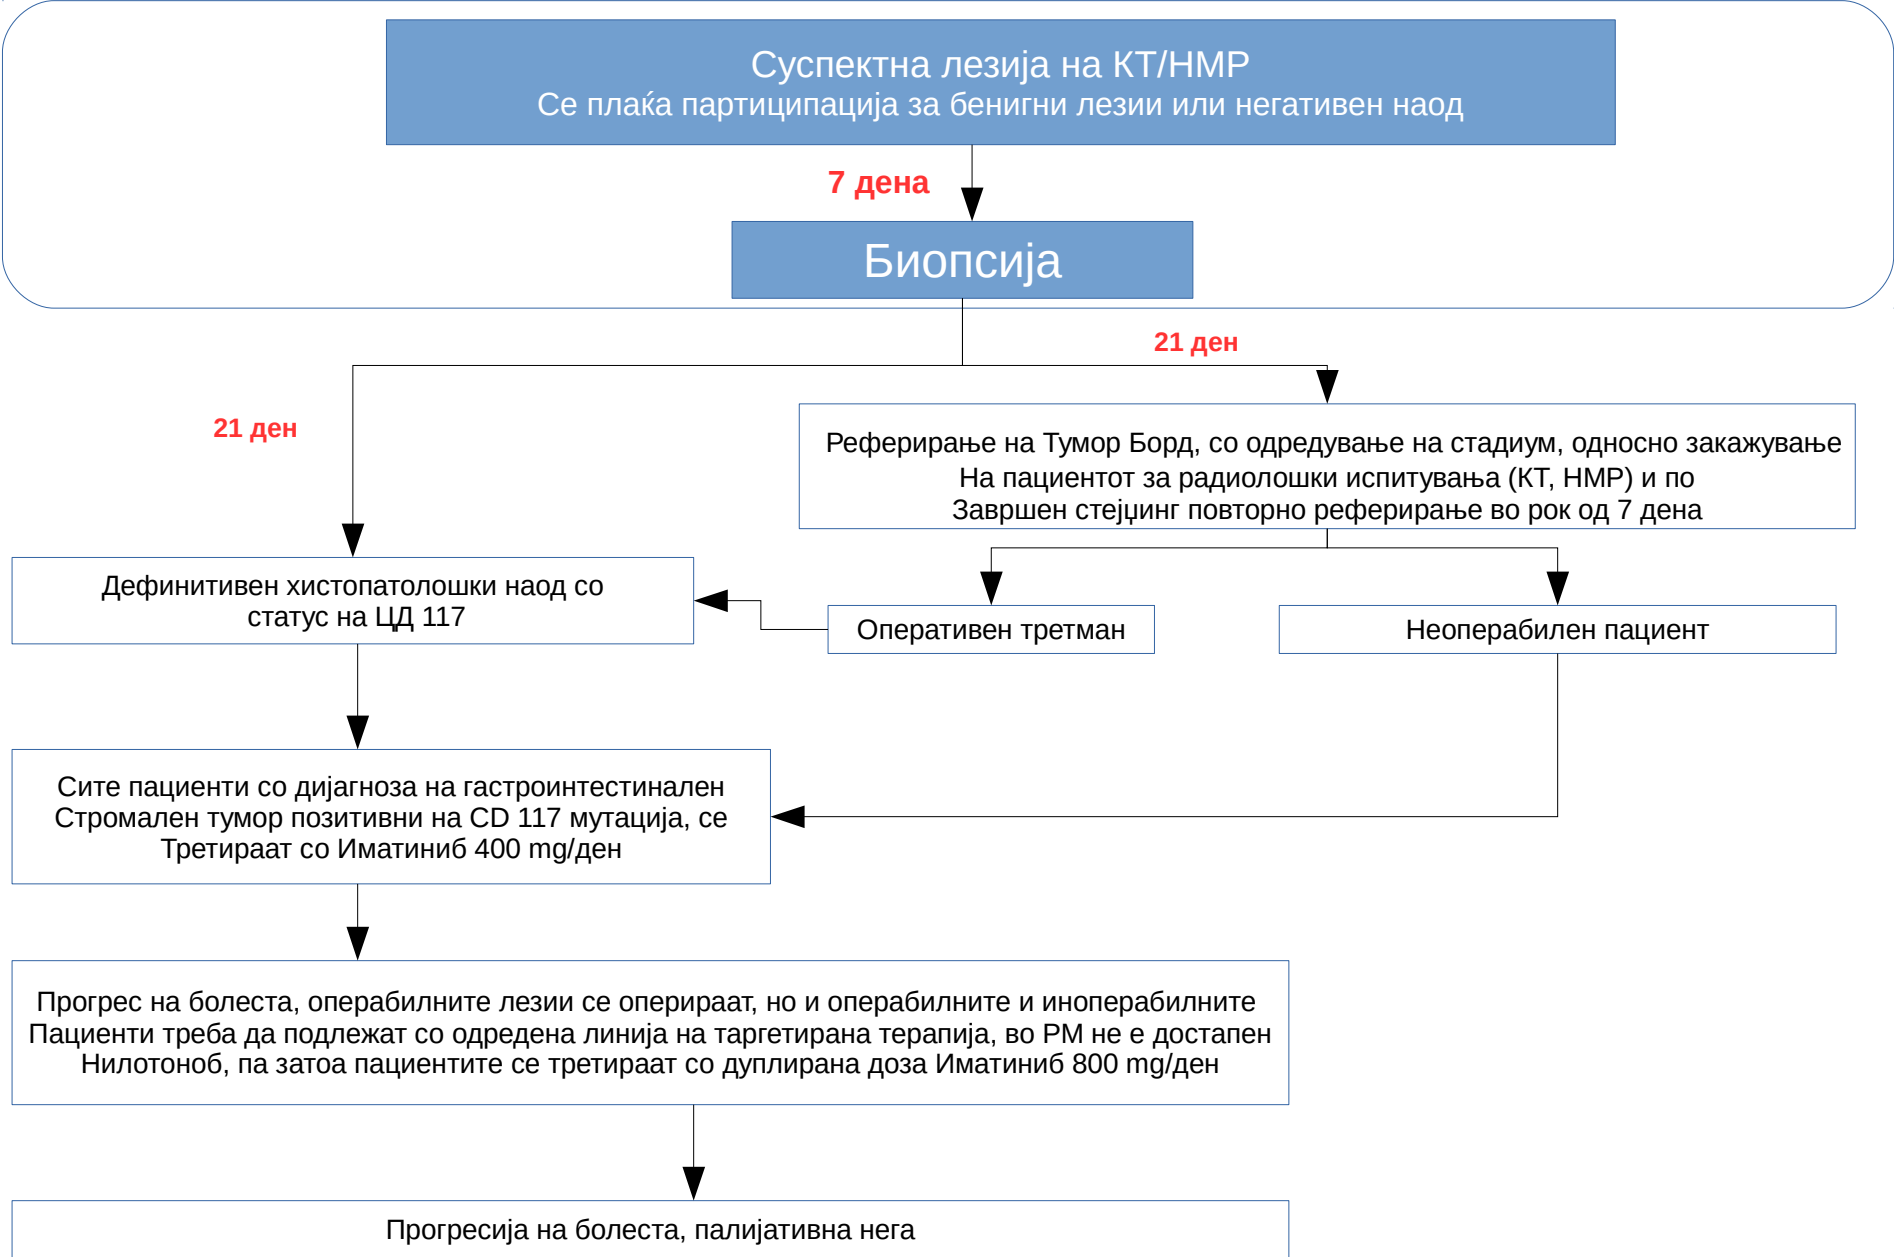 Суспектна лезија на КТ/НМР
Се плаќа партиципација за бенигни лезии или негативен наод
7 дена
Биопсија
21 ден
21 ден
Реферирање на Тумор Борд, со одредување на стадиум, односно закажување
На пациентот за радиолошки испитувања (КТ, НМР) и по
Завршен стејџинг повторно реферирање во рок од 7 дена
Дефинитивен хистопатолошки наод со
статус на ЦД 117
Оперативен третман
Неоперабилен пациент
Сите пациенти со дијагноза на гастроинтестинален
Стромален тумор позитивни на CD 117 мутација, се
Третираат со Иматиниб 400 mg/ден
Прогрес на болеста, операбилните лезии се оперираат, но и операбилните и иноперабилните
Пациенти треба да подлежат со одредена линија на таргетирана терапија, во РМ не е достапен
Нилотоноб, па затоа пациентите се третираат со дуплирана доза Иматиниб 800 mg/ден
Прогресија на болеста, палијативна нега